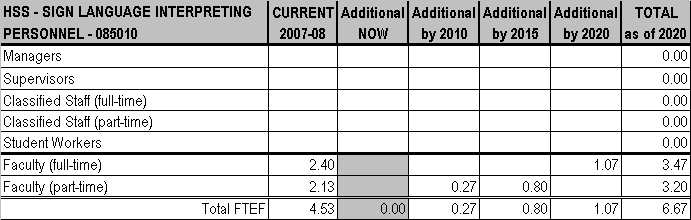 HSS - SIGN LANGUAGE INTERPRETING CURRENT Additional Additional Additional Additional TOTAL
PERSONNEL - 085010 2007-08 NOW by 2010 by 2015 by 2020 as of 2020
Managers 0.00
Supervisors 0.00
Classified Staff (full-time) 0.00
Classified Staff (part-time) 0.00
Student Workers 0.00
Faculty (full-time) 2.40 1.07 3.47
Faculty (part-time) 2.13 0.27 0.80 3.20
Total FTEF 4.53 0.00 0.27 0.80 1.07 6.67